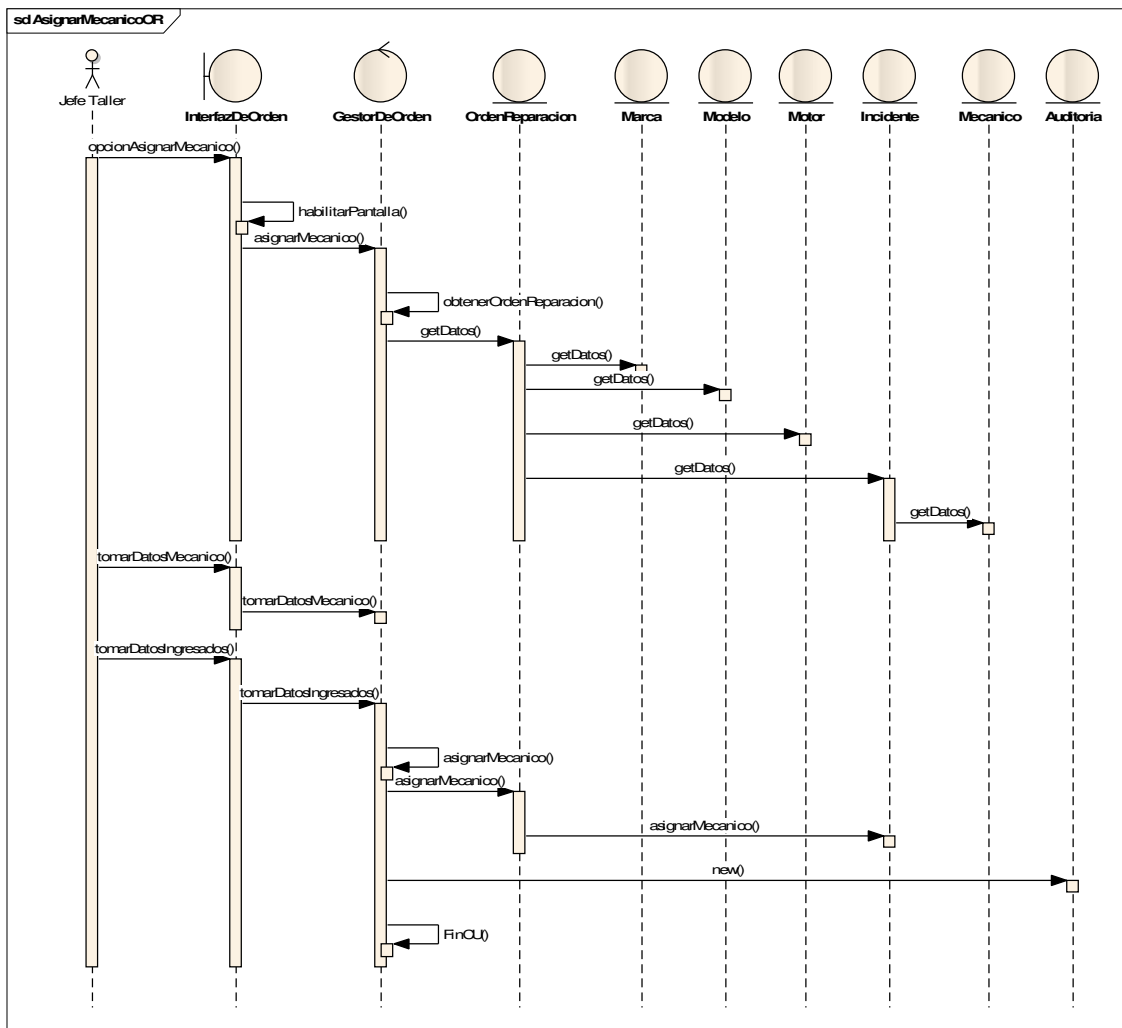 sd AsignarMecanicoOR
Jefe Taller
InterfazDeOrden
GestorDeOrden
OrdenReparacion
Marca
Modelo
Motor
Incidente
Mecanico
Auditoria
opcionAsignarMecanico()
habilitarPantalla()
asignarMecanico()
obtenerOrdenReparacion()
getDatos()
getDatos()
getDatos()
getDatos()
getDatos()
getDatos()
tomarDatosMecanico()
tomarDatosMecanico()
tomarDatosIngresados()
tomarDatosIngresados()
asignarMecanico()
asignarMecanico()
asignarMecanico()
new()
FinCU()